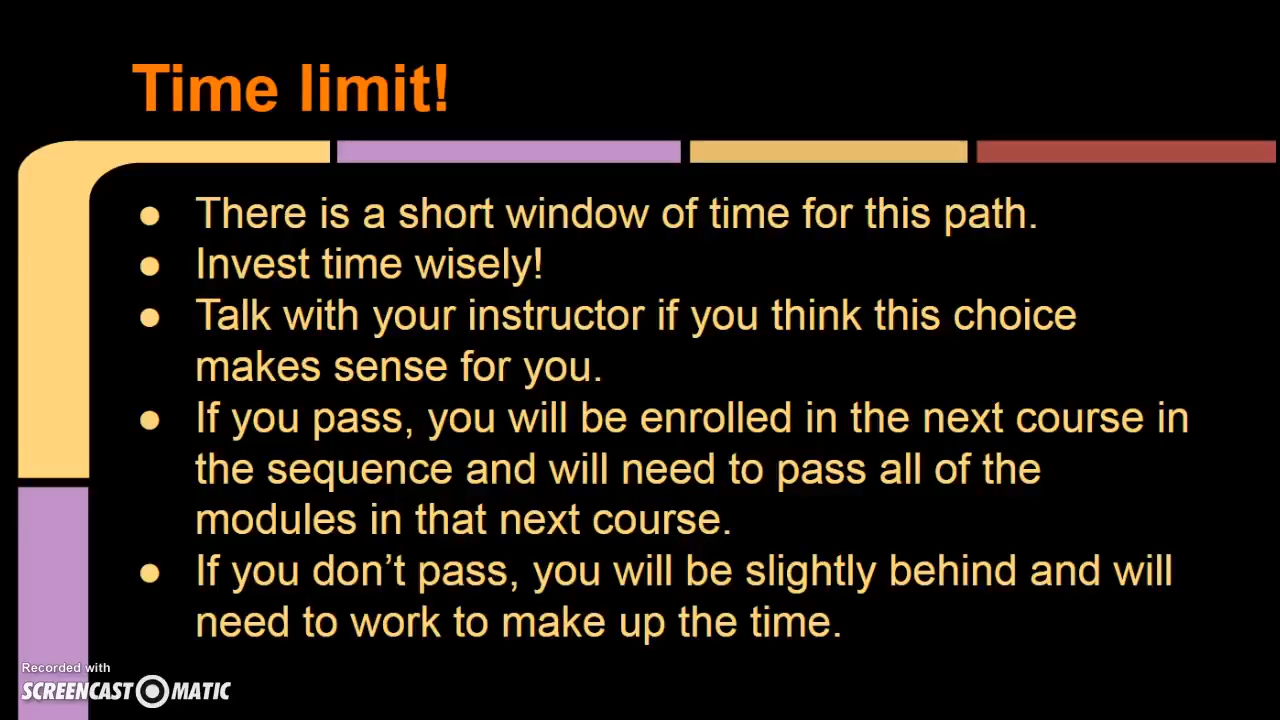 Time limit!
● There is a short window of time for this path.
● Invest time wisely!
● Talk with your instructor if you think this choice
makes sense for you.
● If you pass, you will be enrolled in the next course in
the sequence and will need to pass all of the
modules in that next course.
● If you don’t pass, you will be slightly behind and will
need to work to make up the time.
Recorded with
SCREENCAST MATIC